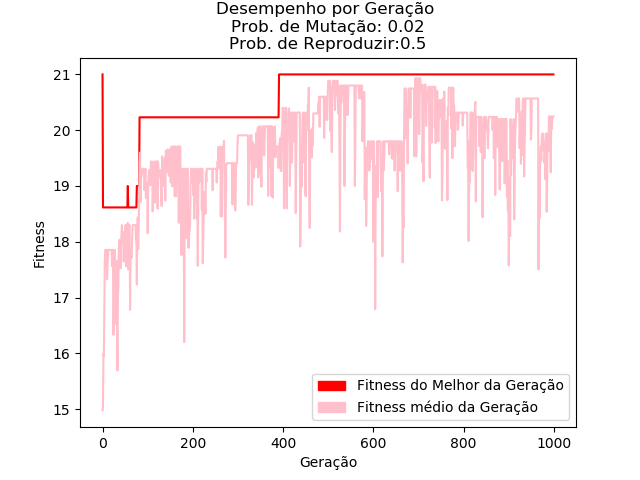 Desempenho por Geração
Prob. de Mutação: 0.02
Prob. de Reproduzir:0.5
21
20
19
18
17
16
15
Fitness
Fitness do Melhor da Geração
Fitness médio da Geração
0
200
400
600
800
1000
Geração